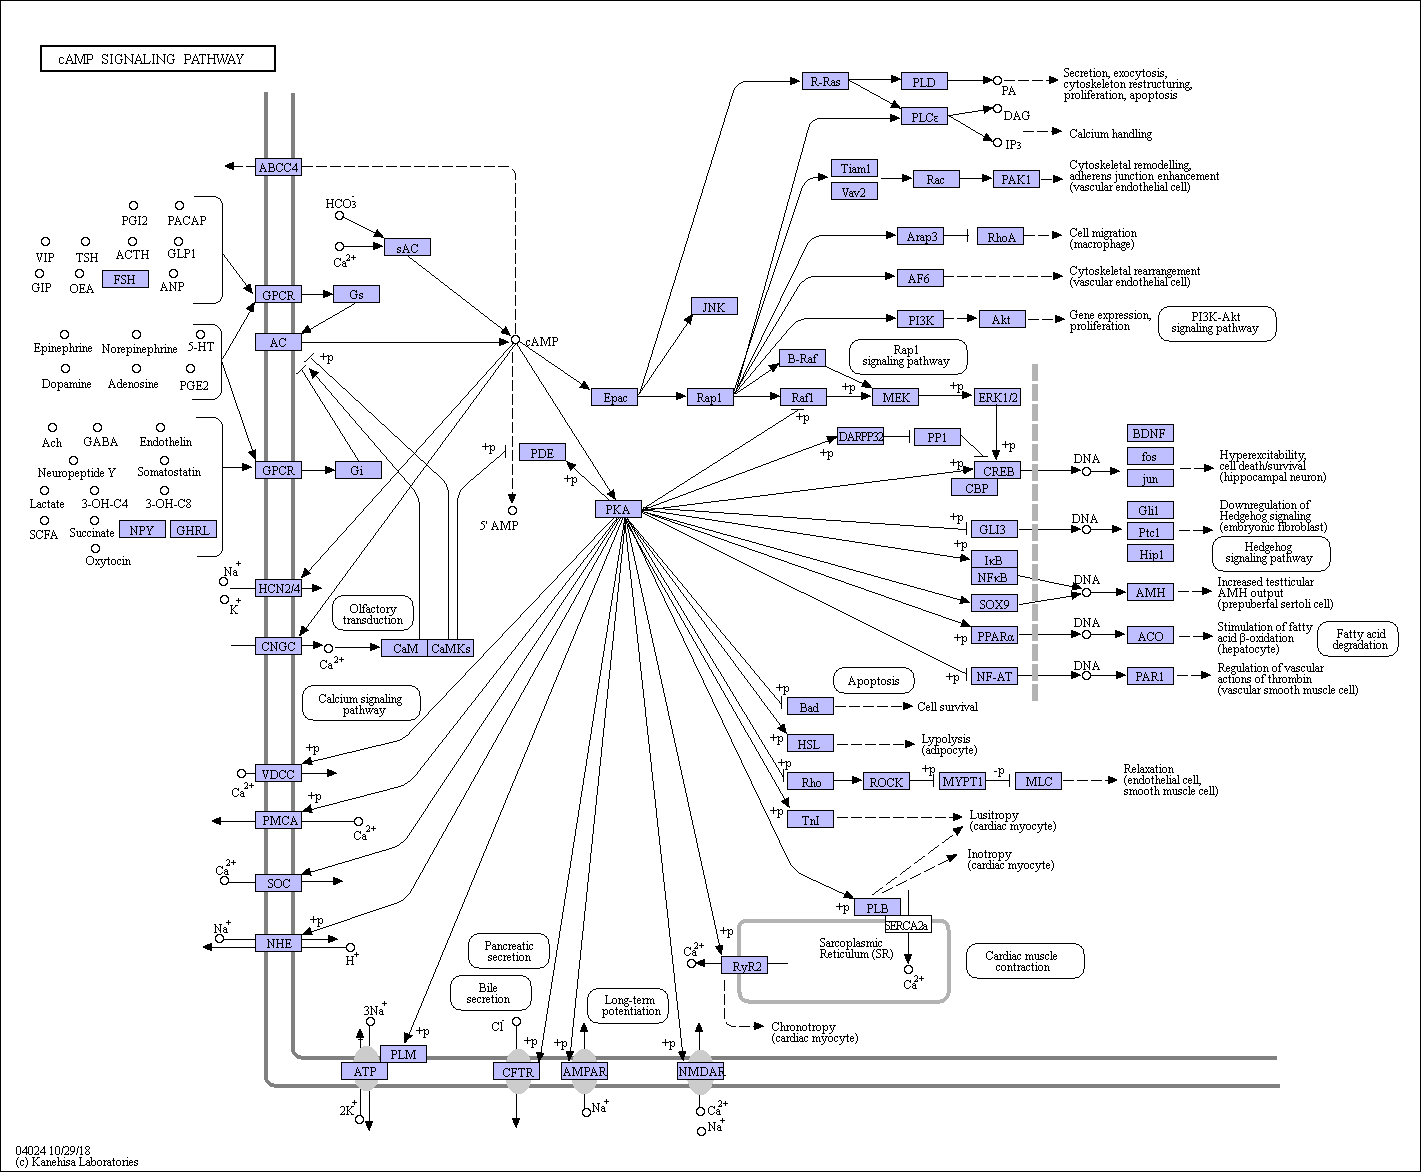 cAMP SIGNALING PATHWAY
R-Ras
PLD
PA
Secretion, exocytosis,
cytoskeleton restructuring,
proliferation, apoptosis
PLCε
DAG
IP3
Calcium handling
ABCC4
Tiam1
Vav2
Rac
PAK1
Cytoskeletal remodelling,
adherens junction enhancement
(vascular endothelial cell)
HCO3-
Ca2+
sAC
PGI2
PACAP
VIP
TSH
ACTH
GLP1
GIP
OEA
FSH
ANP
GPCR
Gs
AC
+p
cAMP
Arap3
RhoA
Cell migration
(macrophage)
AF6
Cytoskeletal rearrangement
(vascular endothelial cell)
JNK
PI3K
Akt
Gene expression,
proliferation
PI3K-Akt
signaling pathway
Epinephrine
Norepinephrine
5-HT
Dopamine
Adenosine
PGE2
B-Raf
Rap1
signaling pathway
Epac
Rap1
Raf1
+p
MEK
+p
ERK1/2
+p
Ach
GABA
Endothelin
Neuropeptide Y
Somatostatin
Lactate
3-OH-C4
3-OH-C8
SCFA
Succinate
NPY
GHRL
Oxytocin
GPCR
Gi
+p
PDE
+p
5' AMP
PKA
DARPP32
+p
PP1
+p
+p
CREB
CBP
DNA
BDNF
fos
jun
Hyperexcitability,
cell death/survival
(hippocampal neuron)
+p
GLI3
DNA
Gli1
Ptc1
Hip1
Downregulation of
Hedgehog signaling
(embryonic fibroblast)
Hedgehog
signaling pathway
+p
IκB
NFκB
SOX9
DNA
AMH
Increased testticular
AMH output
(prepuberfal sertoli cell)
+p
PPARα
DNA
ACO
Stimulation of fatty
acid β-oxidation
(hepatocyte)
Fatty acid
degradation
+p
NF-AT
DNA
PAR1
Regulation of vascular
actions of thrombin
(vascular smooth muscle cell)
Na+
K+
HCN2/4
CNGC
Ca2+
Olfactory
transduction
CaM
CaMKs
Calcium signaling
pathway
+p
Bad
Apoptosis
Cell survival
+p
HSL
Lypolysis
(adipocyte)
+p
Rho
ROCK
+p
MYPT1
-p
MLC
Relaxation
(endothelial cell,
smooth muscle cell)
+p
TnI
Lusitropy
(cardiac myocyte)
Inotropy
(cardiac myocyte)
+p
VDCC
Ca2+
+p
PMCA
Ca2+
Ca2+
SOC
+p
Na+
NHE
H+
+p
PLB
SERCA2a
Sarcoplasmic
Reticulum (SR)
Ca2+
+p
Ca2+
RyR2
Cardiac muscle
contraction
Chronotropy
(cardiac myocyte)
Pancreatic
secretion
Bile
secretion
Long-term
potentiation
3Na+
+p
PLM
ATP
2K+
Cl-
+p
CFTR
+p
AMPAR
Na+
+p
NMDAR
Ca2+
Na+
04024 10/29/18
(c) Kanehisa Laboratories